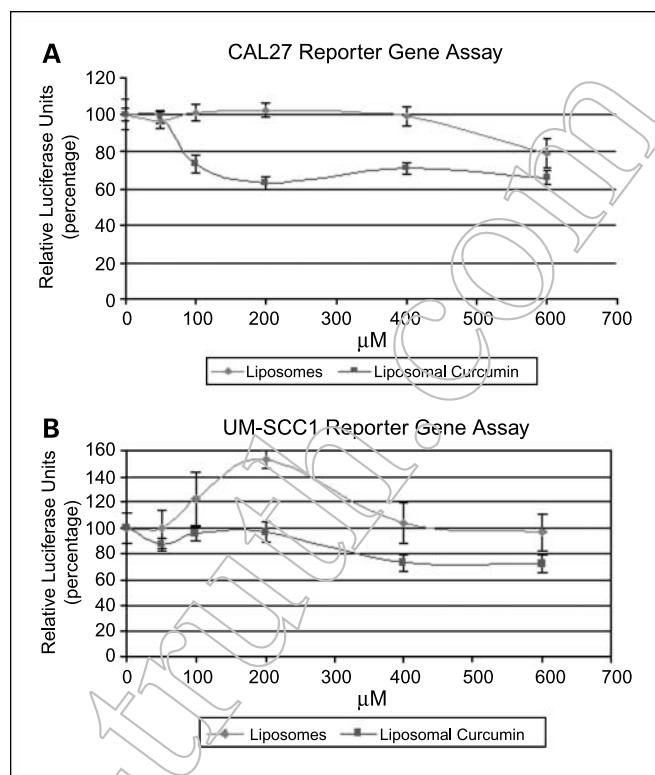 A
CAL27 Reporter Gene Assay
Relative Luciferase Units
(percentage)
120
100
80
60
40
20
0
0 100 200 300 400 500 600 700
μM
Liposomes Liposomal Curcumin
B
UM-SCC1 Reporter Gene Assay
Relative Luciferase Units
(percentage)
160
140
120
100
80
60
40
20
0
0 100 200 300 400 500 600 700
μM
Liposomes Liposomal Curcumin
truth.com